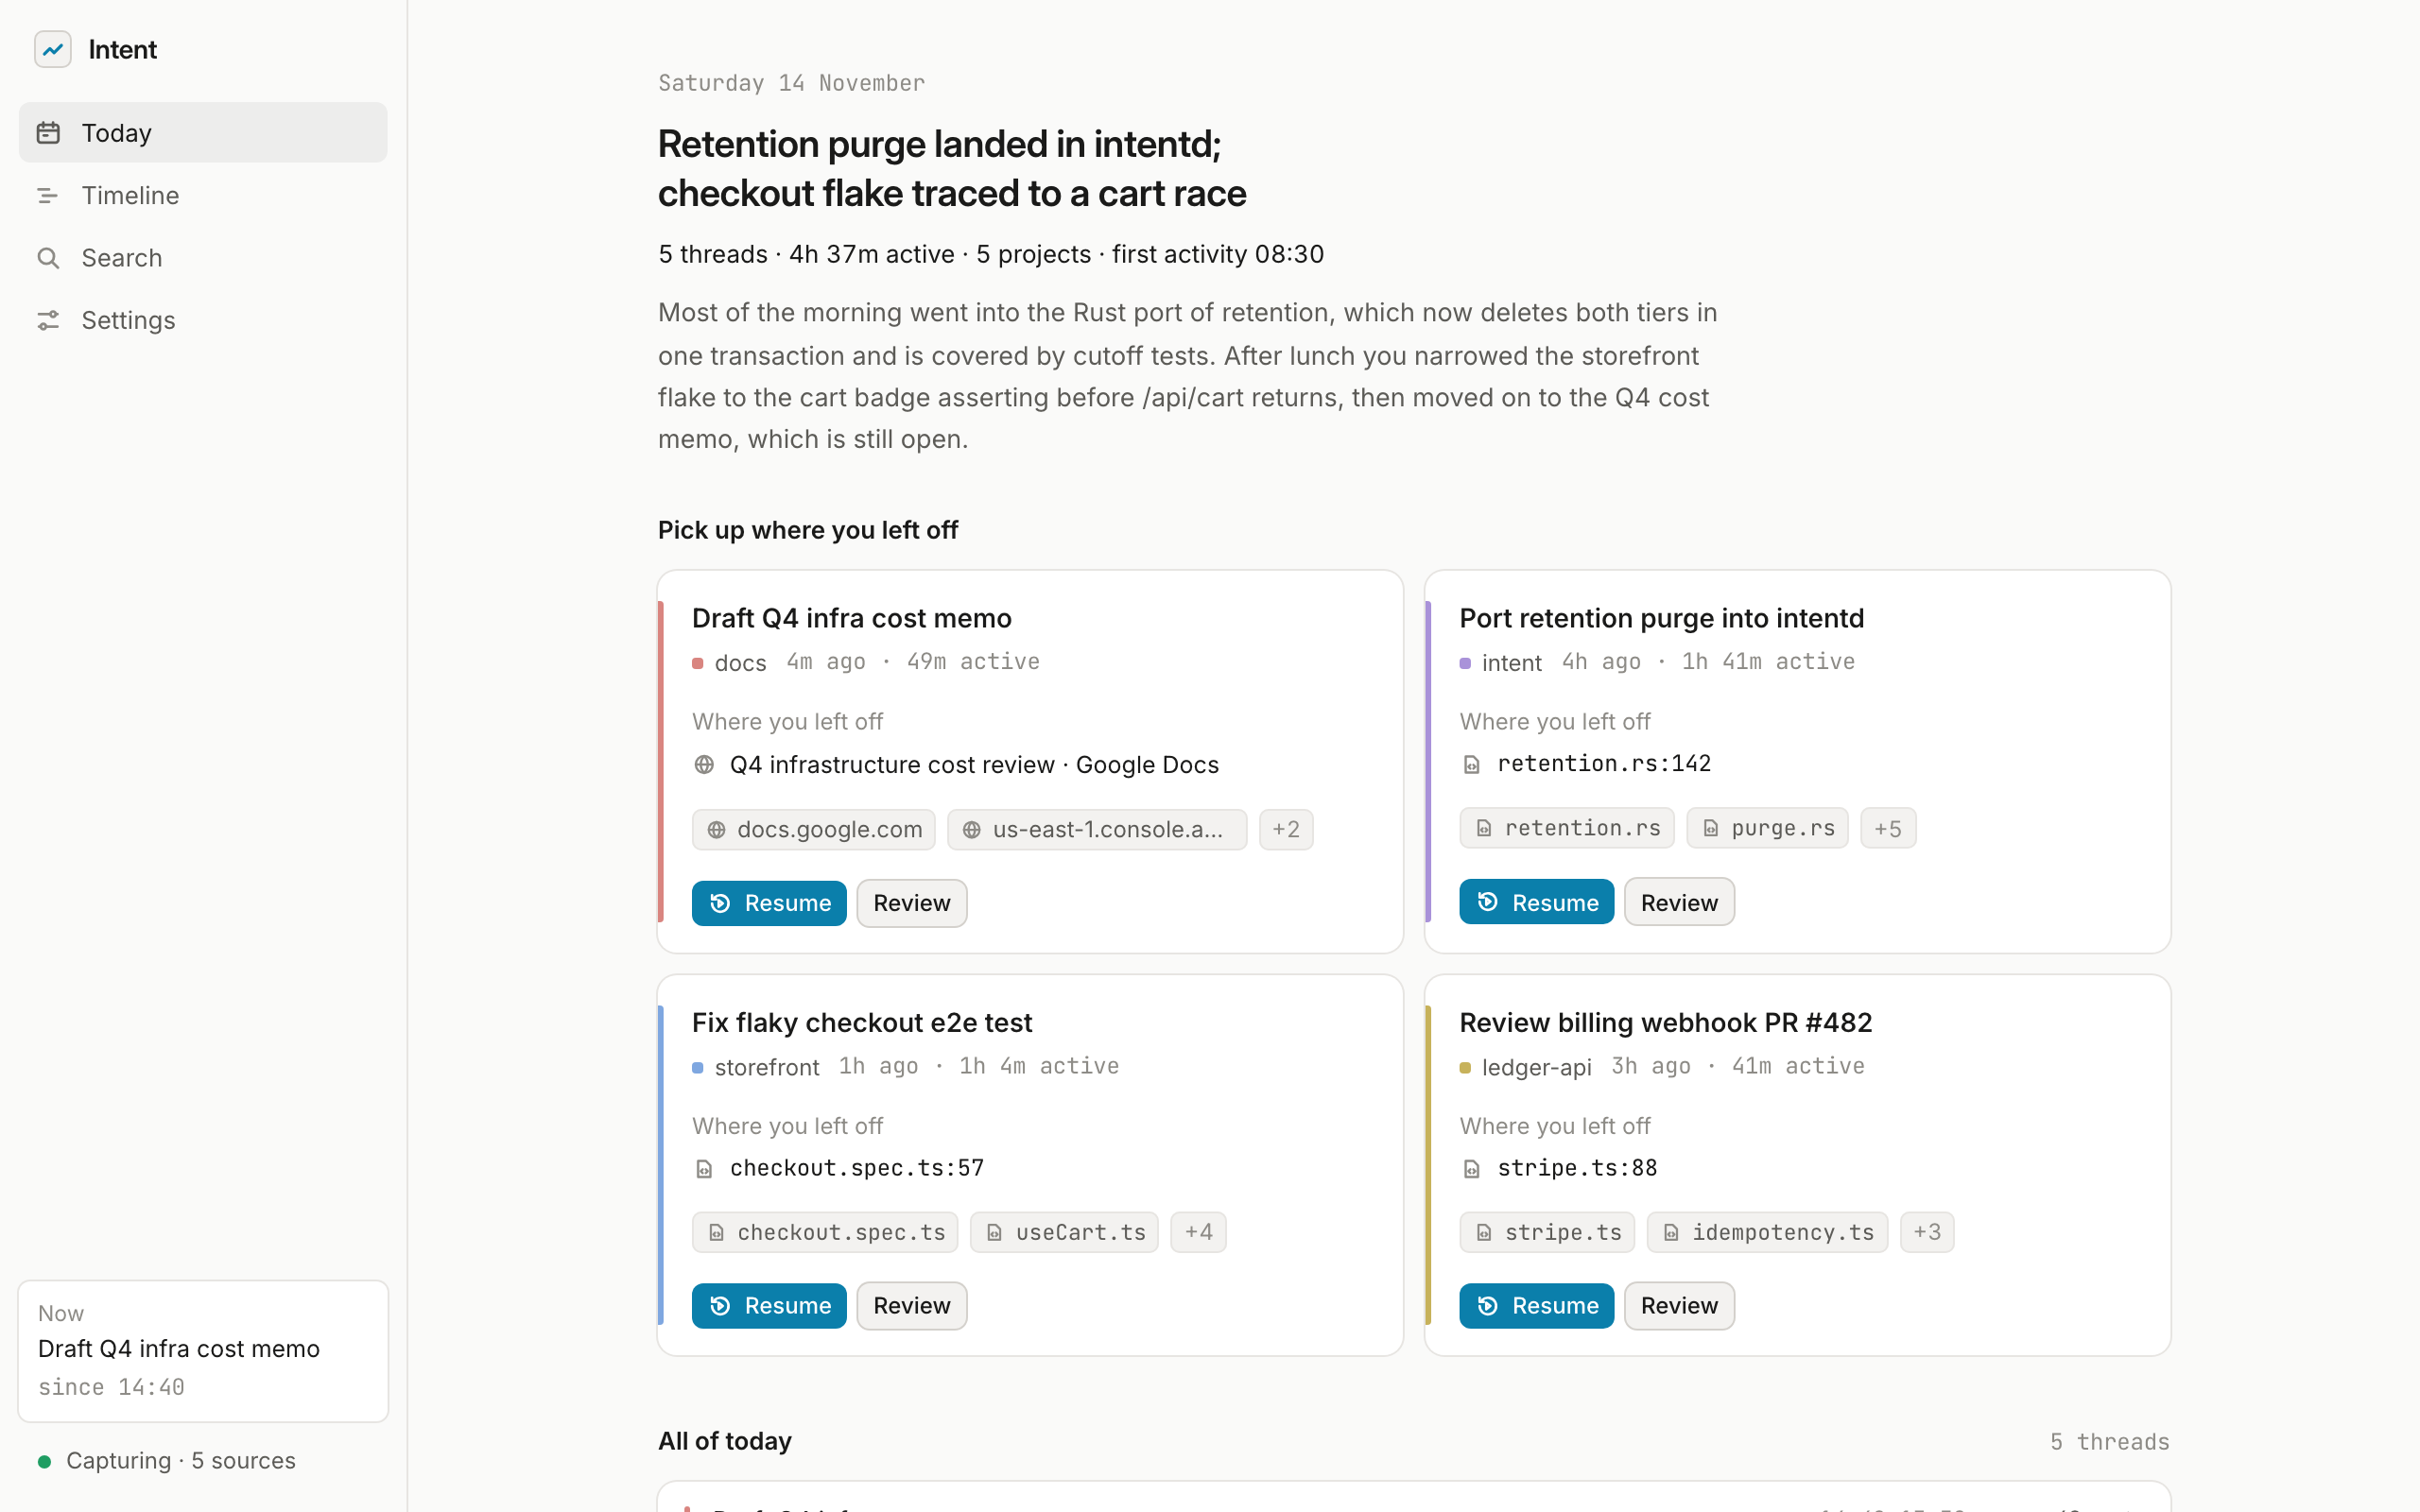 Intent
Today
Timeline
Search
Settings
Now
Draft Q4 infra cost memo
since 14:40
Capturing · 5 sources
Saturday 14 November
Retention purge landed in intentd;
checkout flake traced to a cart race
5 threads · 4h 37m active · 5 projects · first activity 08:30
Most of the morning went into the Rust port of retention, which now deletes both tiers in
one transaction and is covered by cutoff tests. After lunch you narrowed the storefront
flake to the cart badge asserting before /api/cart returns, then moved on to the Q4 cost
memo, which is still open.
Pick up where you left off
Draft Q4 infra cost memo
docs 4m ago · 49m active
Where you left off
Q4 infrastructure cost review · Google Docs
docs.google.com us-east-1.console.a... +2
Resume Review
Port retention purge into intentd
intent 4h ago · 1h 41m active
Where you left off
retention.rs:142
retention.rs purge.rs +5
Resume Review
Fix flaky checkout e2e test
storefront 1h ago · 1h 4m active
Where you left off
checkout.spec.ts:57
checkout.spec.ts useCart.ts +4
Resume Review
Review billing webhook PR #482
ledger-api 3h ago · 41m active
Where you left off
stripe.ts:88
stripe.ts idempotency.ts +3
Resume Review
All of today
5 threads